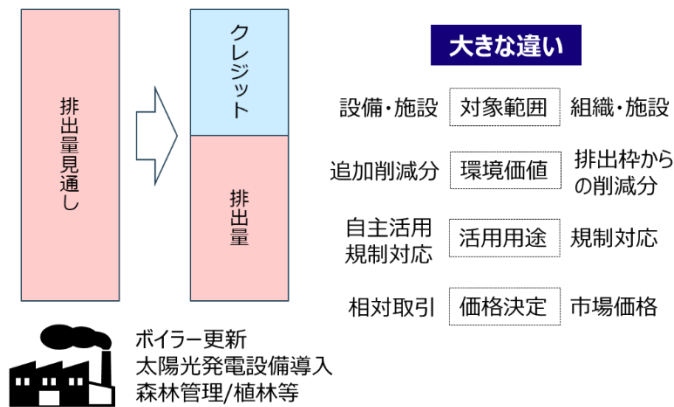 排出量見通し
クレジット
排出量
ボイラー更新
太陽光発電設備導入
森林管理/植林等
大きな違い
設備・施設 対象範囲 組織・施設
追加削減分 環境価値 排出枠から
の削減分
自主活用
規制対応 活用用途 規制対応
相対取引 価格決定 市場価格